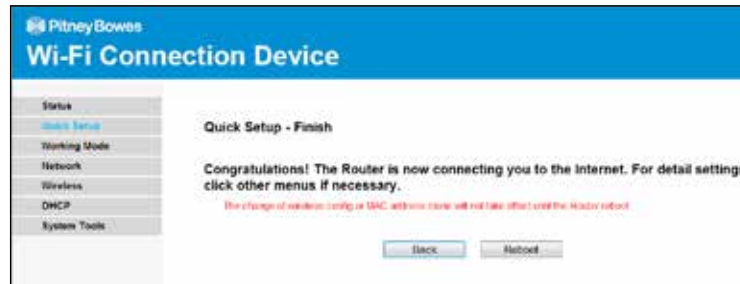 Pitney Bowes
Wi-Fi Connection Device
Status
Quick Setup
Working Mode
Network
Wireless
DHCP
System Tools
Quick Setup - Finish
Congratulations! The Router is now connecting you to the Internet. For detail settings
click other menus if necessary.
The change of wireless config or MAC address clone will not take effect until the Router reboot
Back
Reboot